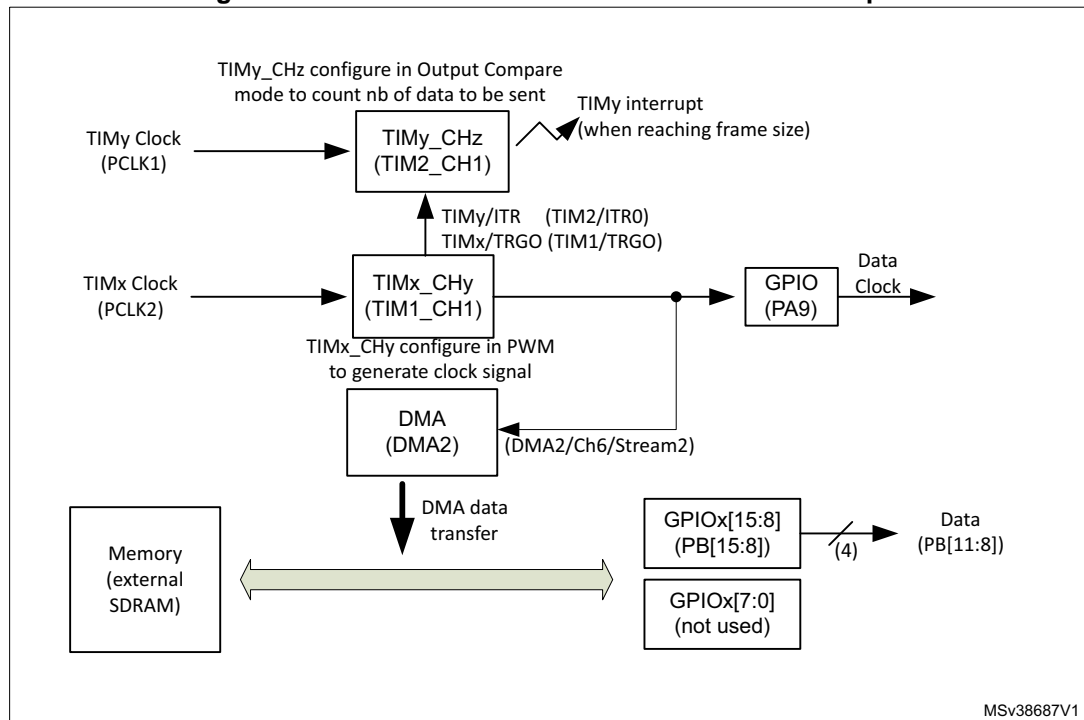 TIMy_CHz configure in Output Compare
mode to count nb of data to be sent
TIMy interrupt
(when reaching frame size)
TIMy Clock
(PCLK1)
TIMy_CHz
(TIM2_CH1)
TIMy/ITR (TIM2/ITR0)
TIMx/TRGO (TIM1/TRGO)
TIMx Clock
(PCLK2)
TIMx_CHy
(TIM1_CH1)
GPIO
(PA9)
Data
Clock
TIMx_CHy configure in PWM
to generate clock signal
DMA
(DMA2)
(DMA2/Ch6/Stream2)
DMA data
transfer
Memory
(external
SDRAM)
GPIOx[15:8]
(PB[15:8])
(4)
Data
(PB[11:8])
GPIOx[7:0]
(not used)
MSv38687V1